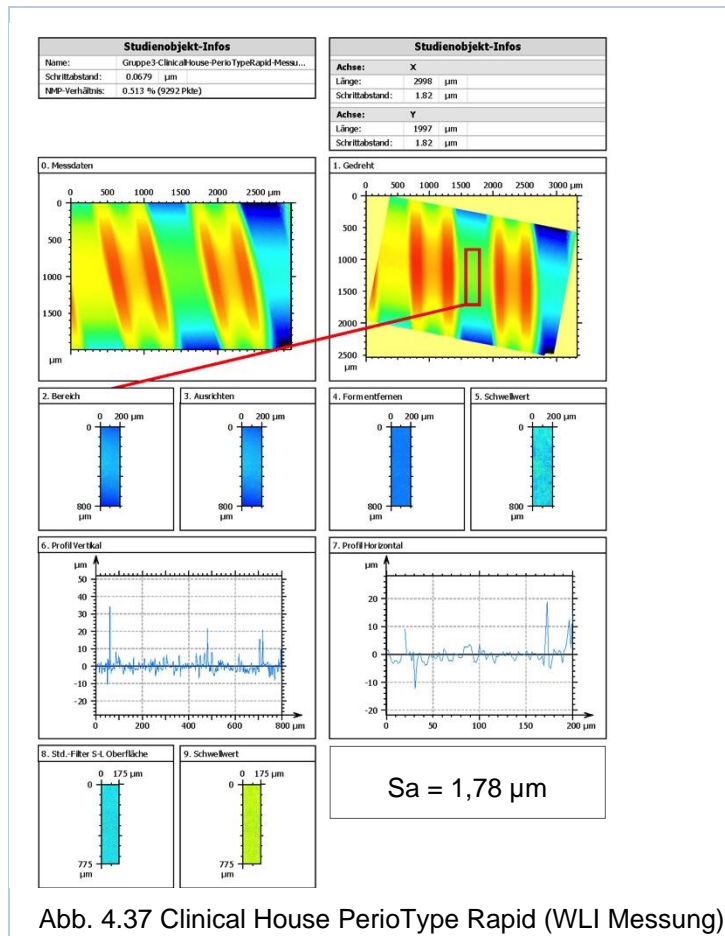 Studienobjekt-Infos
Name: Gruppe3-ClinicalHouse-PerioTypeRapid-Messu...
Schrittabstand: 0.0679 µm
NMP-Verhältnis: 0.513 % (9292 Pkte)
Studienobjekt-Infos
Achse: X
Länge: 2998 µm
Schrittabstand: 1.82 µm
Achse: Y
Länge: 1997 µm
Schrittabstand: 1.82 µm
0. Messdaten
0 500 1000 1500 2000 2500 µm
0
500
1000
1500
µm
1. Gedreht
0 500 1000 1500 2000 2500 3000 µm
0
500
1000
1500
2000
2500
µm
2. Bereich
0 200 µm
0
800
µm
3. Ausrichten
0 200 µm
0
800
µm
4. Form entfernen
0 200 µm
0
800
µm
5. Schwellwert
0 200 µm
0
800
µm
6. Profil Vertikal
µm
50
40
30
20
10
0
-10
-20
0 200 400 600 800 µm
7. Profil Horizontal
µm
20
10
0
-10
-20
0 50 100 150 200 µm
8. Std.-Filter S-L Oberfläche
0 175 µm
0
775
µm
9. Schwellwert
0 175 µm
0
775
µm
Sa = 1,78 µm
Abb. 4.37 Clinical House PerioType Rapid (WLI Messung)